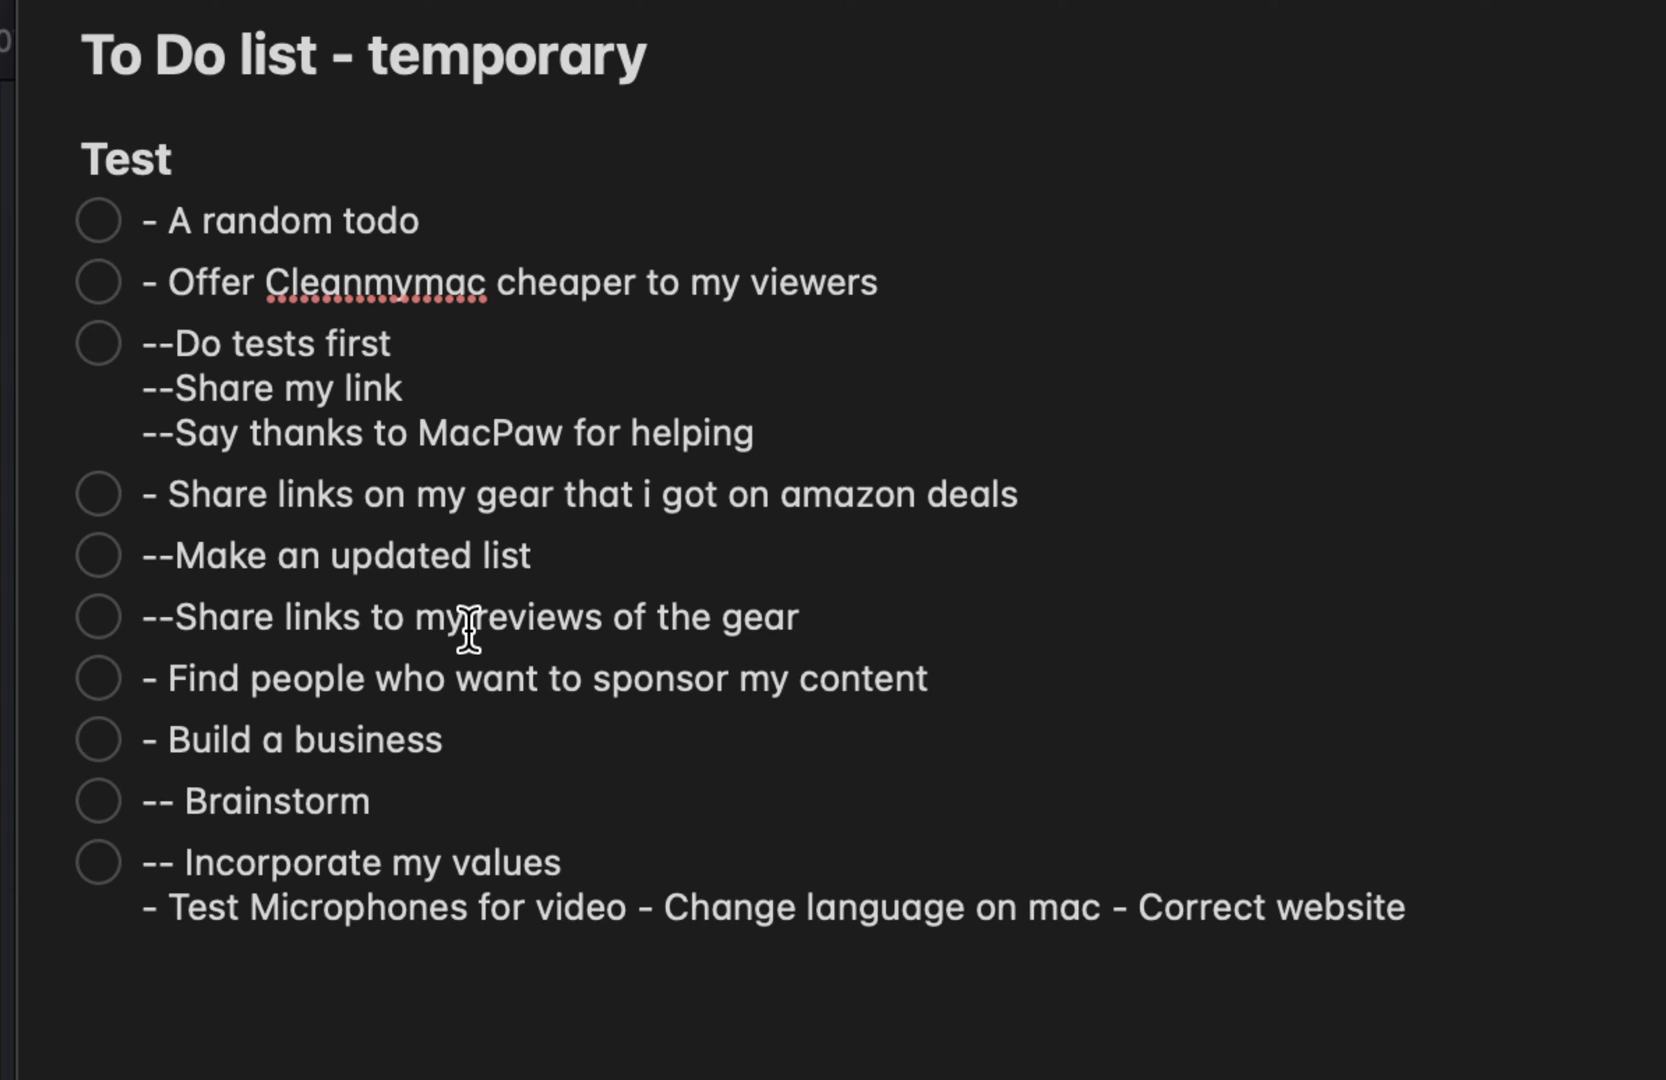 To Do list - temporary
Test
- A random todo
- Offer Cleanmymac cheaper to my viewers
--Do tests first
--Share my link
--Say thanks to MacPaw for helping
- Share links on my gear that i got on amazon deals
--Make an updated list
--Share links to my reviews of the gear
- Find people who want to sponsor my content
- Build a business
-- Brainstorm
-- Incorporate my values
- Test Microphones for video - Change language on mac - Correct website